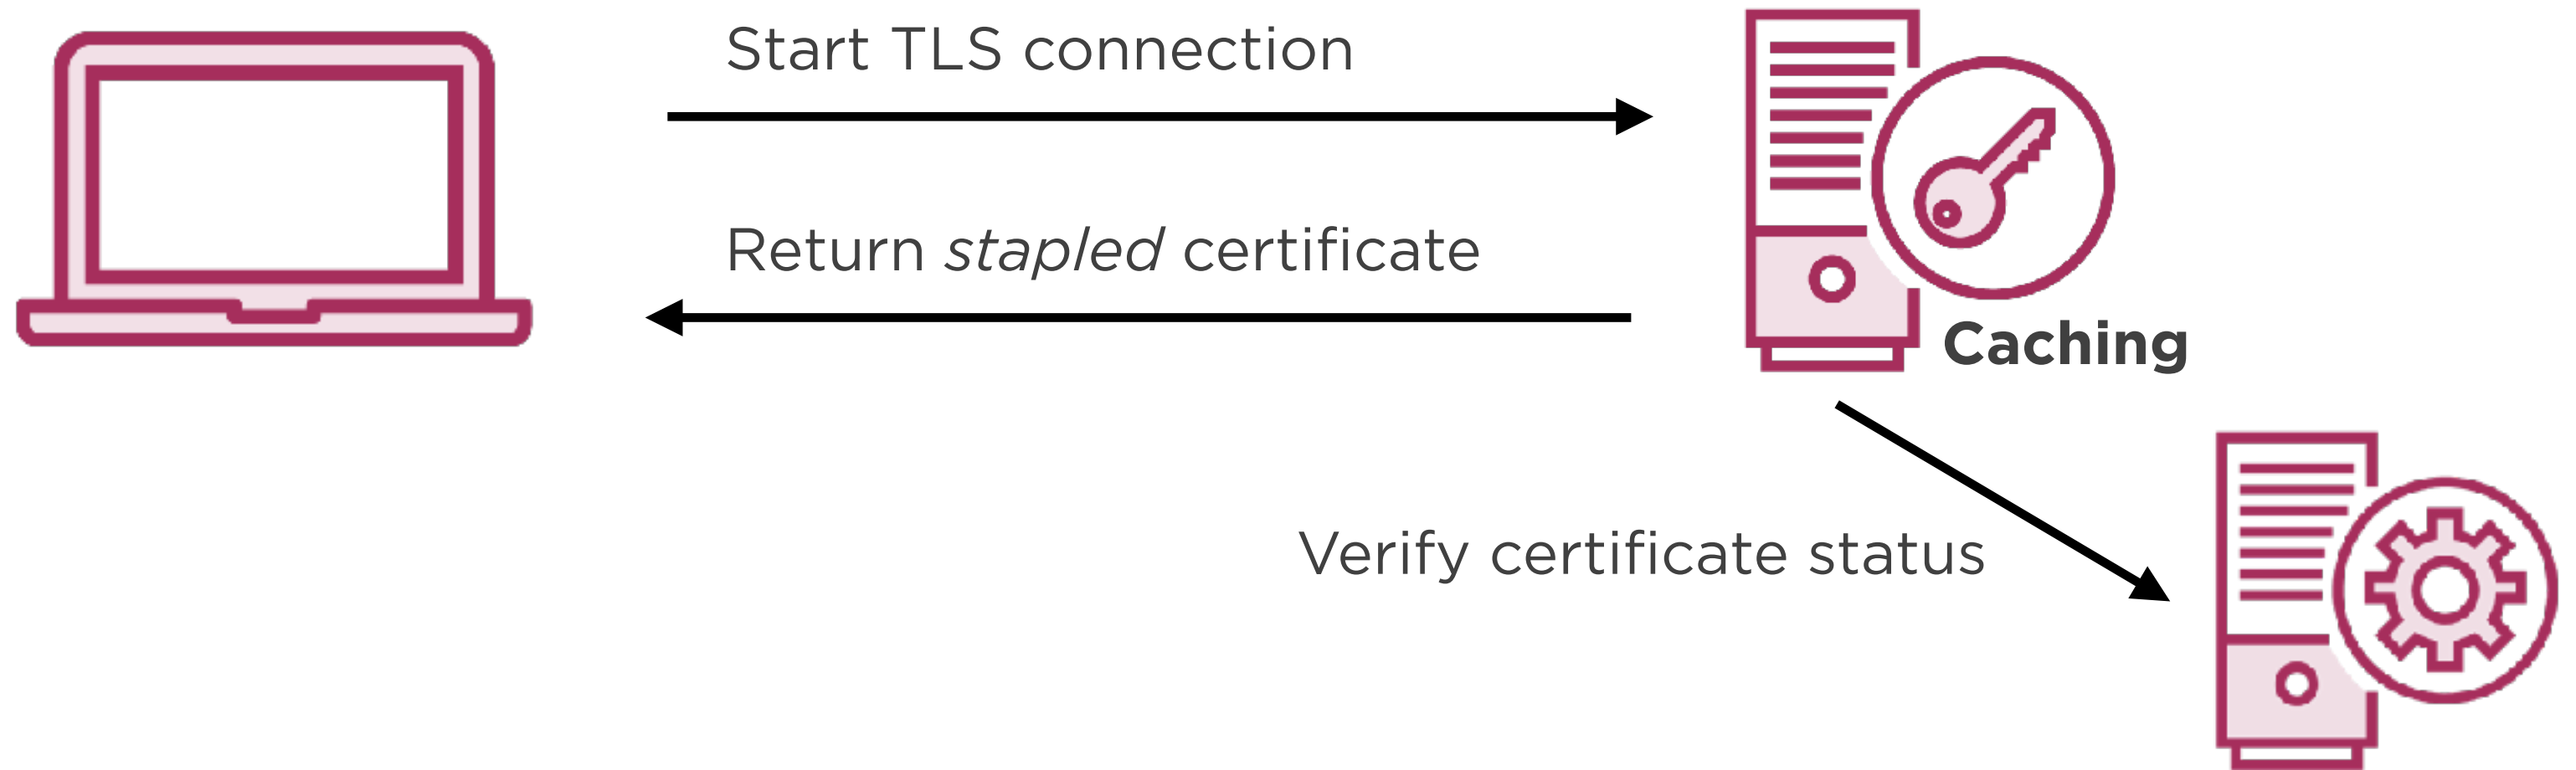 Start TLS connection
Return stapled certificate
Caching
Verify certificate status